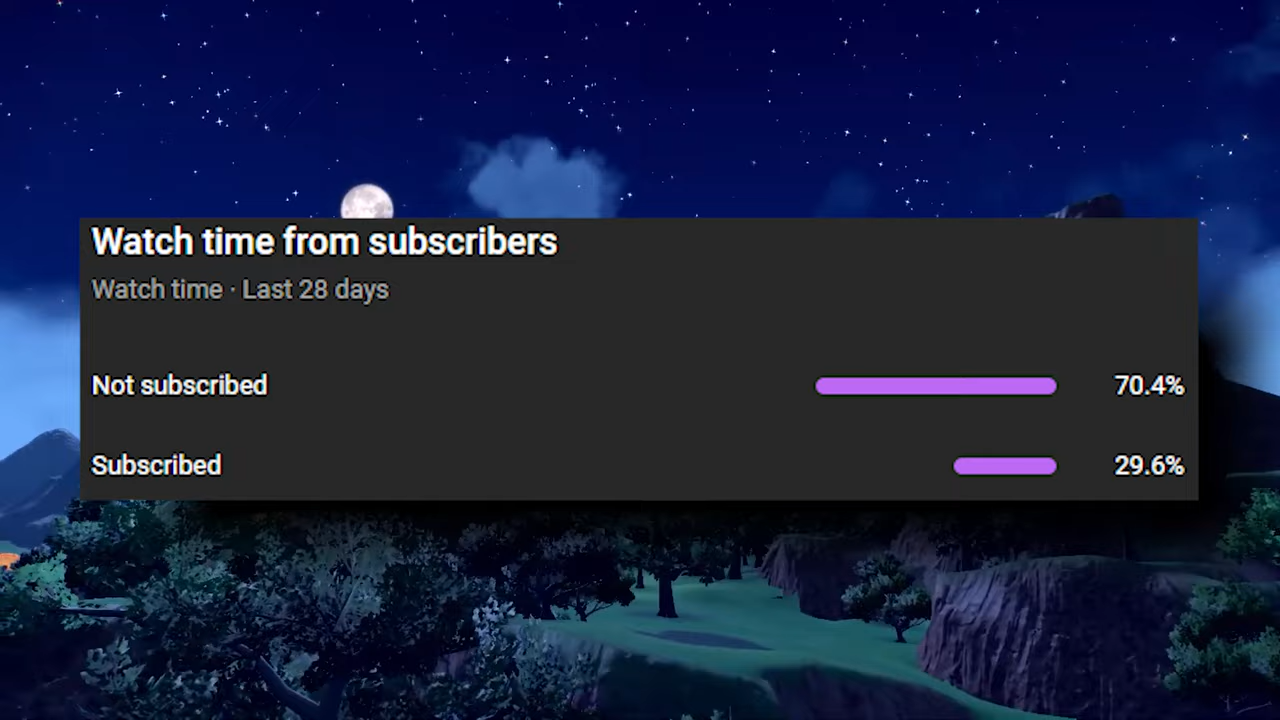 Watch time from subscribers
Watch time · Last 28 days
Not subscribed 70.4%
Subscribed 29.6%